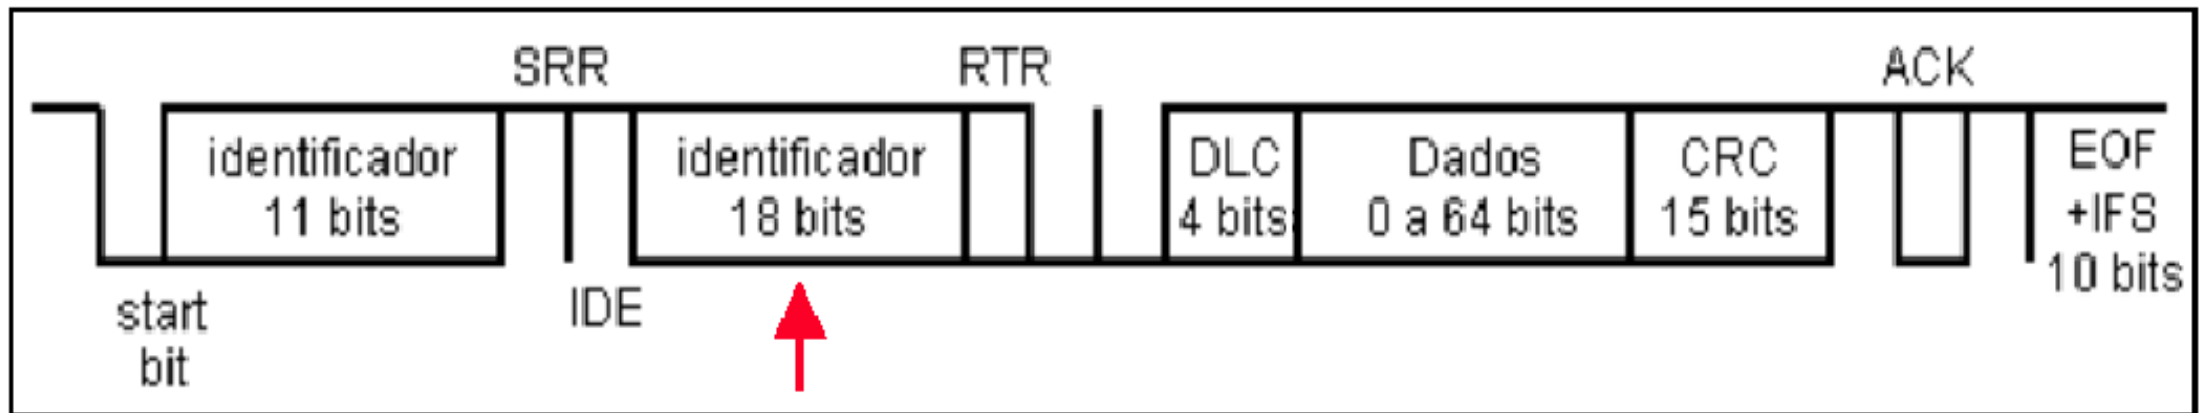 SRR
RTR
ACK
identificador
11 bits
identificador
18 bits
DLC
4 bits
Dados
0 a 64 bits
CRC
15 bits
EOF
+IFS
10 bits
start
bit
IDE